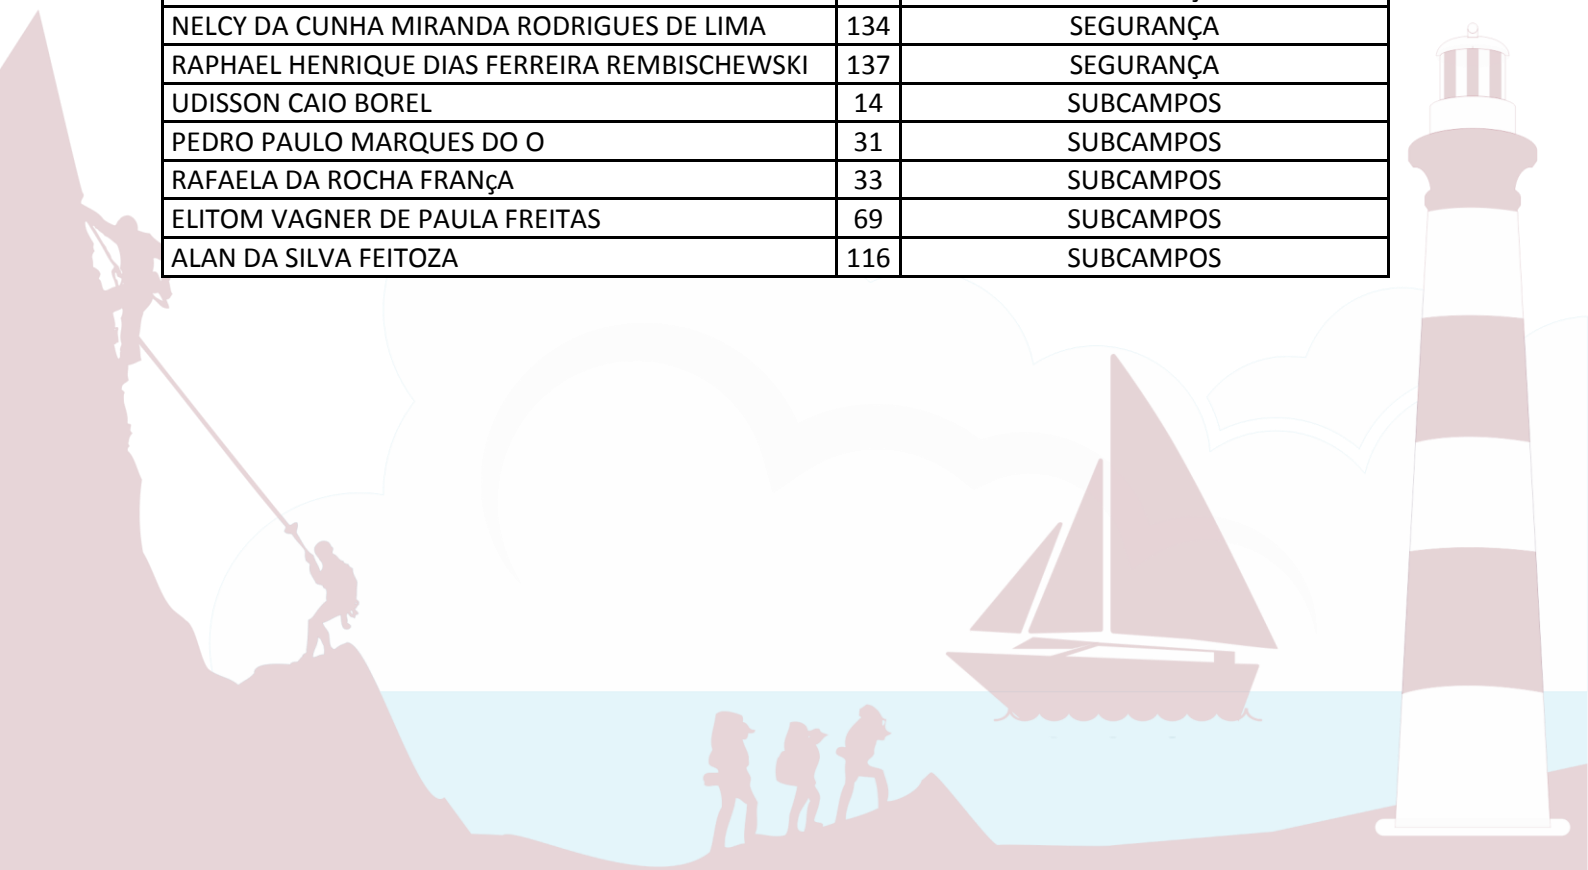 NELCY DA CUNHA MIRANDA RODRIGUES DE LIMA 134 SEGURANÇA
RAPHAEL HENRIQUE DIAS FERREIRA REMBISCHEWSKI 137 SEGURANÇA
UDISSON CAIO BOREL 14 SUBCAMPOS
PEDRO PAULO MARQUES DO O 31 SUBCAMPOS
RAFAELA DA ROCHA FRANçA 33 SUBCAMPOS
ELITOM VAGNER DE PAULA FREITAS 69 SUBCAMPOS
ALAN DA SILVA FEITOZA 116 SUBCAMPOS